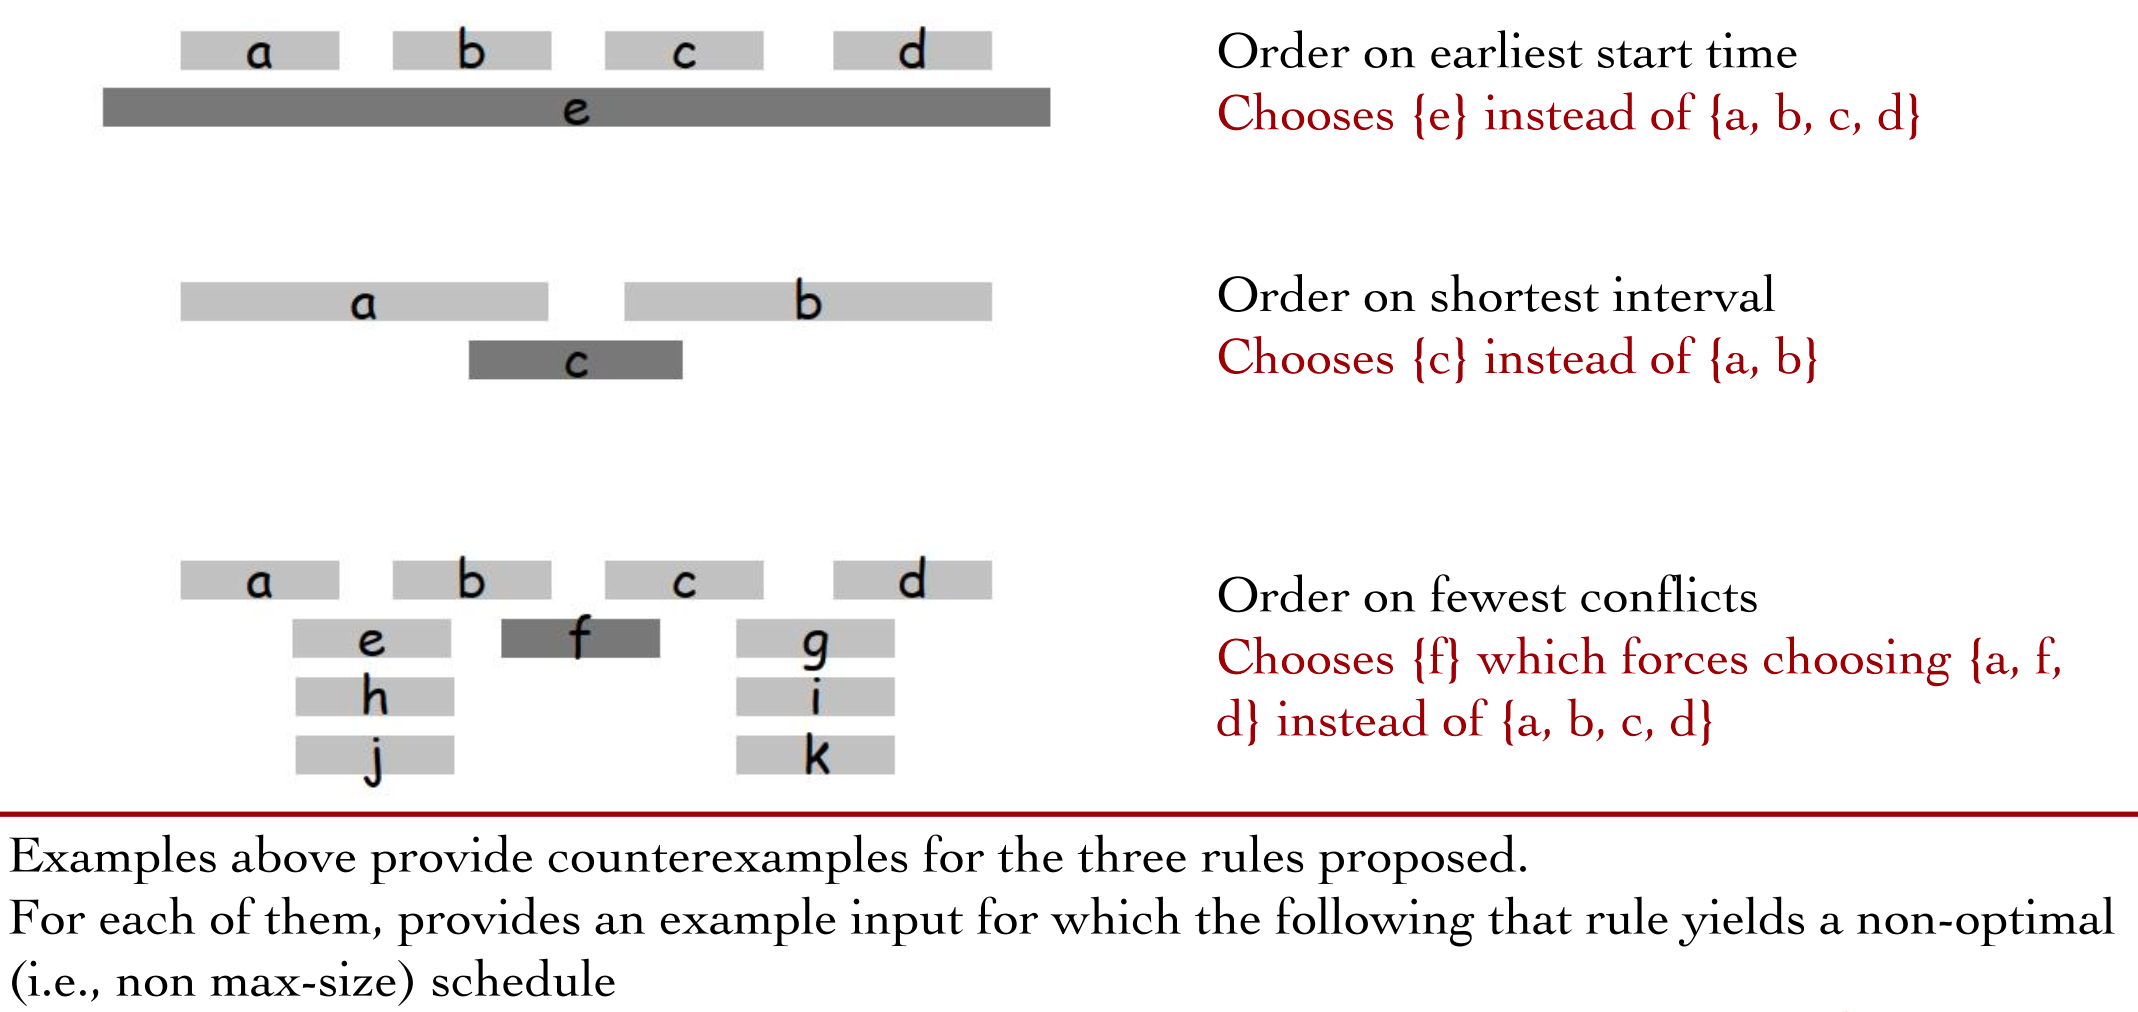 a b c d
e
Order on earliest start time
Chooses {e} instead of {a, b, c, d}
a b
c
Order on shortest interval
Chooses {c} instead of {a, b}
a b c d
e f g
h i
j k
Order on fewest conflicts
Chooses {f} which forces choosing {a, f,
d} instead of {a, b, c, d}
Examples above provide counterexamples for the three rules proposed.
For each of them, provides an example input for which the following that rule yields a non-optimal
(i.e., non max-size) schedule